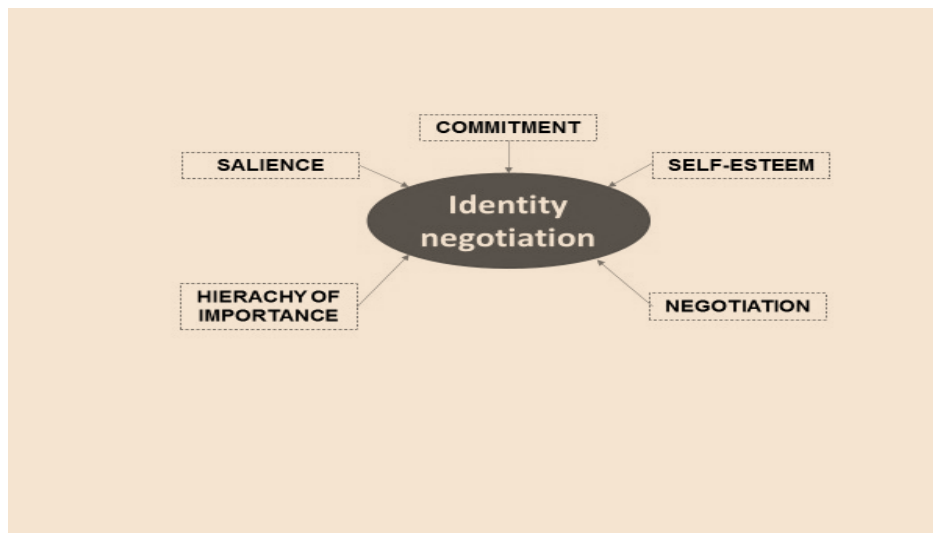 COMMITMENT
SALIENCE
SELF-ESTEEM
Identity
negotiation
HIERACHY OF
IMPORTANCE
NEGOTIATION